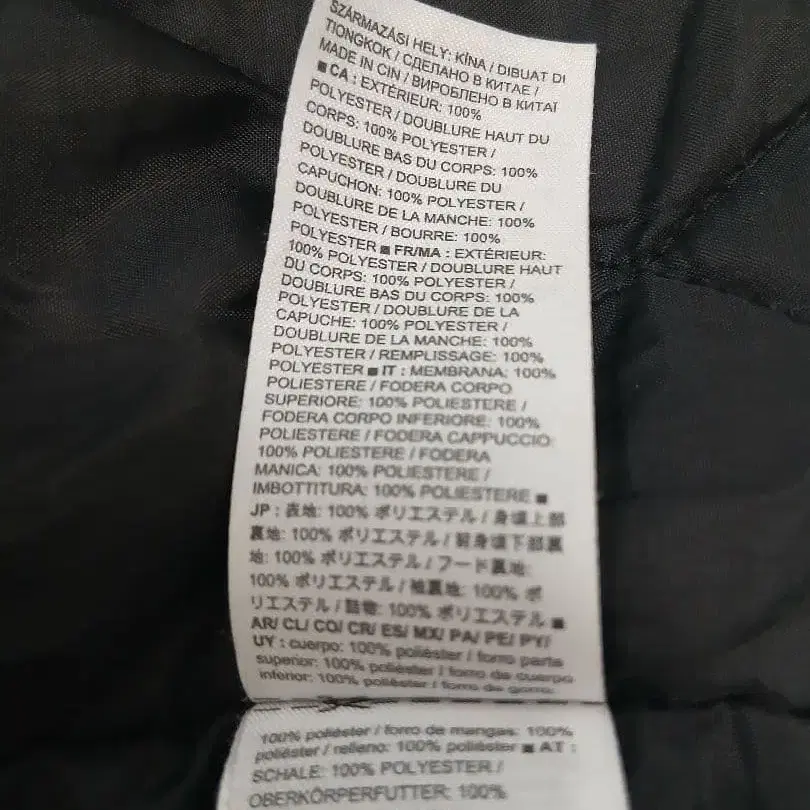 SZÁRMAZÁSI HELY: KÍNA / DIBUAT DI
TIONGKOK / СДЕЛАНО В КИТАЕ /
MADE IN CIN / ВИРОБЛЕНО В КИТАЇ
■ CA : EXTÉRIEUR: 100%
POLYESTER / DOUBLURE HAUT DU
CORPS: 100% POLYESTER /
DOUBLURE BAS DU CORPS: 100%
POLYESTER / DOUBLURE DU
CAPUCHON: 100% POLYESTER /
DOUBLURE DE LA MANCHE: 100%
POLYESTER / BOURRE: 100%
POLYESTER ■ FR/MA : EXTÉRIEUR:
100% POLYESTER / DOUBLURE HAUT
DU CORPS: 100% POLYESTER /
DOUBLURE BAS DU CORPS: 100%
POLYESTER / DOUBLURE DE LA
CAPUCHE: 100% POLYESTER /
DOUBLURE DE LA MANCHE: 100%
POLYESTER / REMPLISSAGE: 100%
POLYESTER ■ IT : MEMBRANA: 100%
POLIESTERE / FODERA CORPO
SUPERIORE: 100% POLIESTERE /
FODERA CORPO INFERIORE: 100%
POLIESTERE / FODERA CAPPUCCIO:
100% POLIESTERE / FODERA
MANICA: 100% POLIESTERE /
IMBOTTITURA: 100% POLIESTERE ■
JP : 表地: 100% ポリエステル / 身頃上部
裏地: 100% ポリエステル / 前身頃下部裏
地: 100% ポリエステル / フード裏地:
100% ポリエステル / 袖裏地: 100% ポ
リエステル / 詰物: 100% ポリエステル ■
AR/ CL/ CO/ CR/ ES/ MX/ PA/ PE/ PY/
UY : cuerpo: 100% poliéster / forro parte
superior: 100% poliéster / forro de cuerpo
inferior: 100% poliéster / forro de gorro:
100% poliéster / forro de mangas: 100%
poliéster / relleno: 100% poliéster ■ AT :
SCHALE: 100% POLYESTER /
OBERKÖRPERFUTTER: 100%